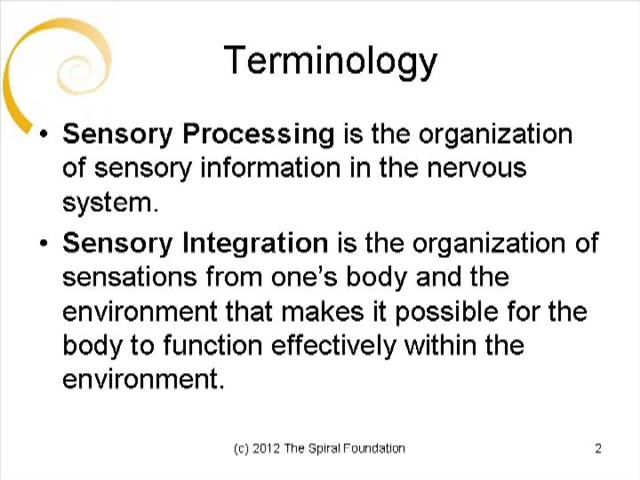 Terminology
• Sensory Processing is the organization
of sensory information in the nervous
system.
• Sensory Integration is the organization of
sensations from one’s body and the
environment that makes it possible for the
body to function effectively within the
environment.
(c) 2012 The Spiral Foundation
2